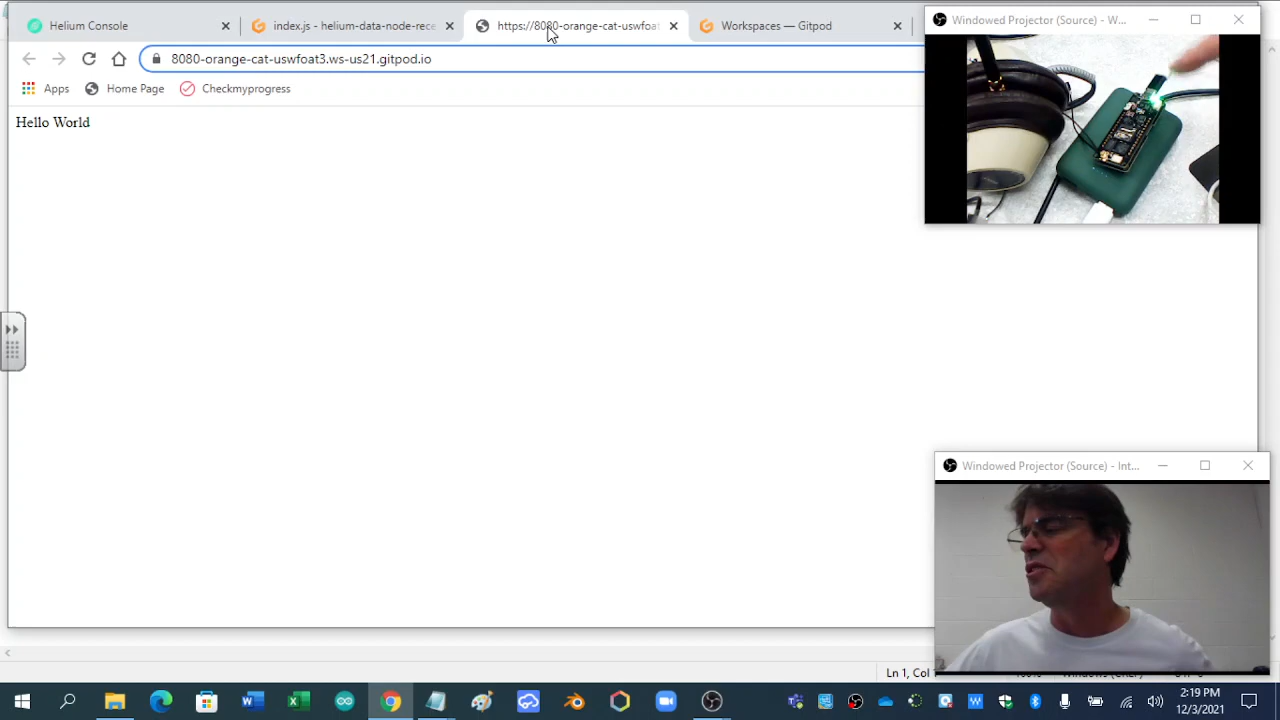 Helium Console
index.js - helium-data-node-rece
https://8080-orange-cat-uswfoat
Workspaces — Gitpod
Windowed Projector (Source) - W...
8080-orange-cat-uswfoat3.ws-us21.gitpod.io
Apps
Home Page
Checkmyprogress
Hello World
Windowed Projector (Source) - Int...
Ln 1, Col
2:19 PM
12/3/2021